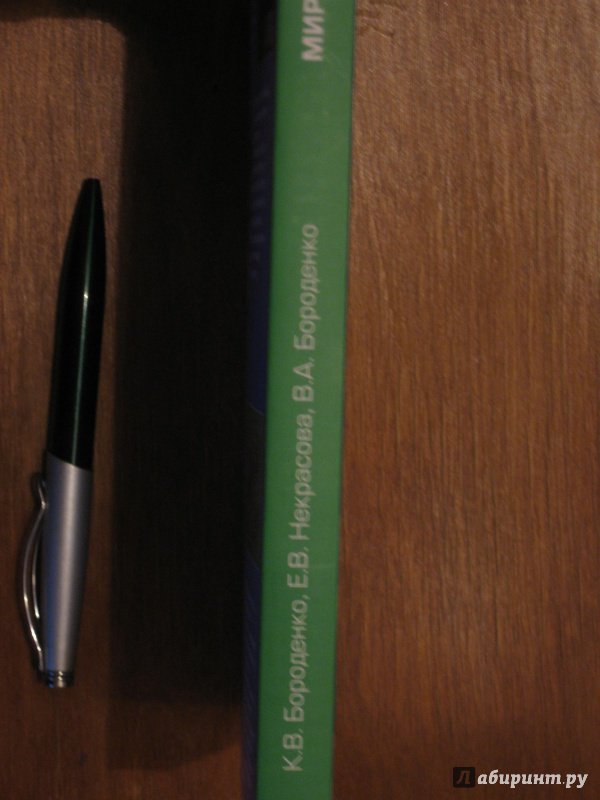 К.В. Бороденко, Е.В. Некрасова, В.А. Бороденко
МИР
Лабиринт.ру